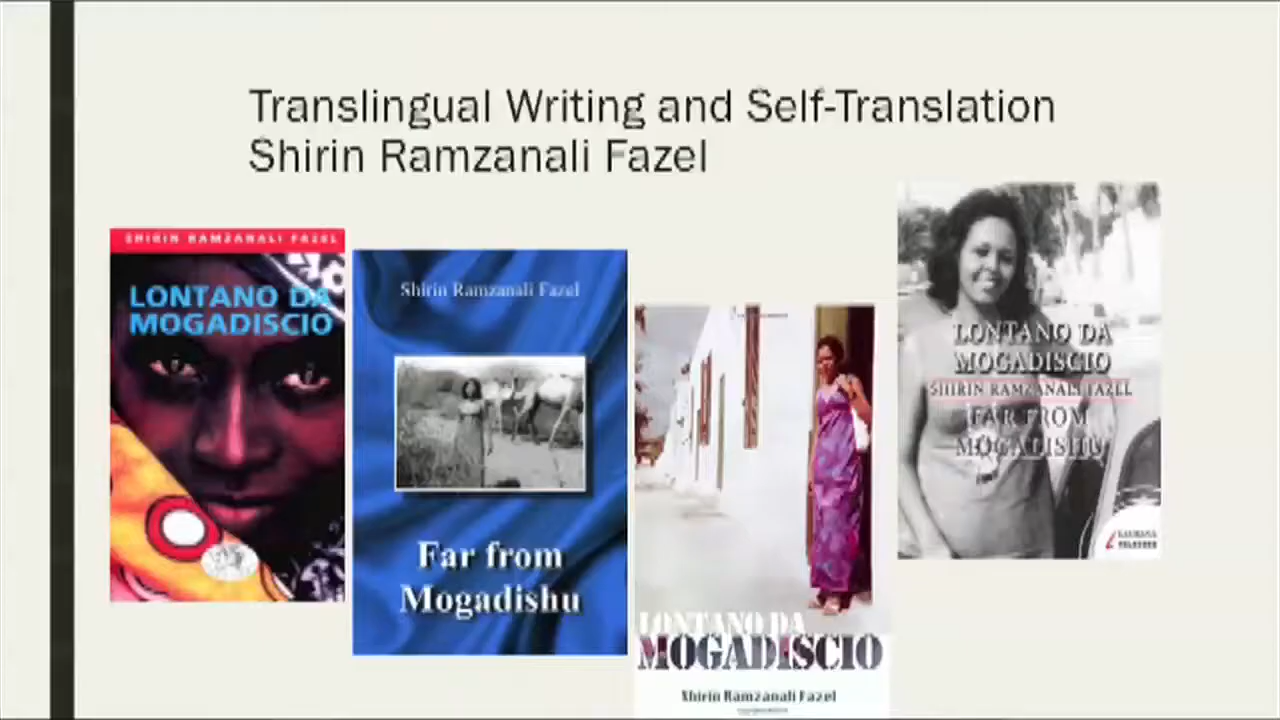 Translingual Writing and Self-Translation
Shirin Ramzanali Fazel
SHIRIN RAMZANALI FAZEL
LONTANO DA
MOGADISCIO
Shirin Ramzanali Fazel
Far from
Mogadishu
LONTANO DA
MOGADISCIO
Shirin Ramzanali Fazel
LONTANO DA
MOGADISCIO
SHIRIN RAMZANALI FAZEL
FAR FROM
MOGADISHU